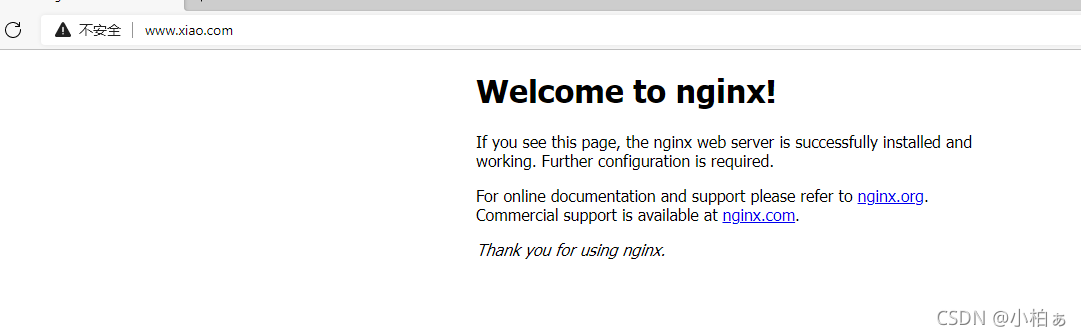 不安全 www.xiao.com
Welcome to nginx!
If you see this page, the nginx web server is successfully installed and
working. Further configuration is required.
For online documentation and support please refer to nginx.org.
Commercial support is available at nginx.com.
Thank you for using nginx.
CSDN @小柏ぁ